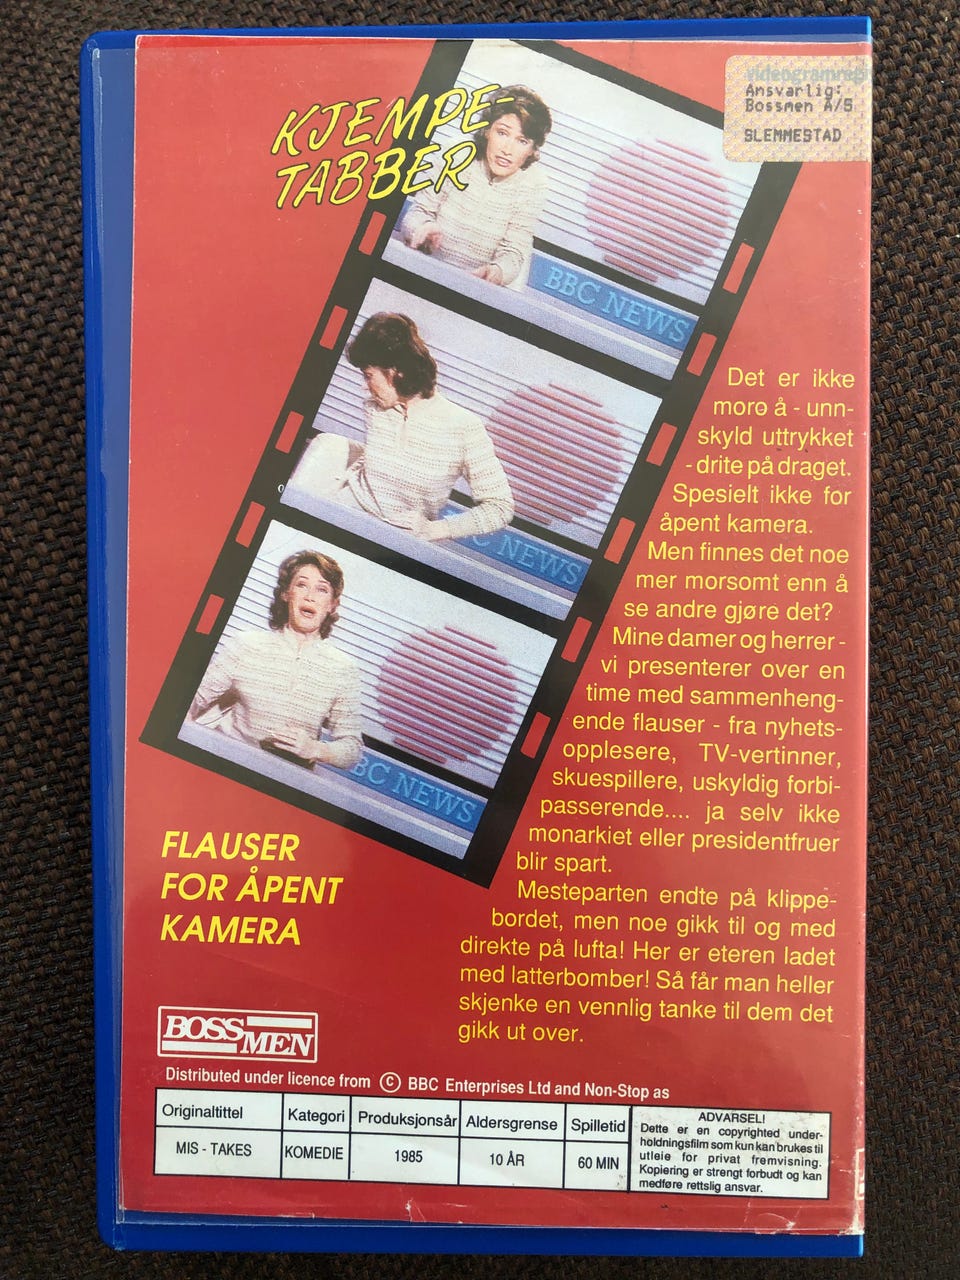 videogramregi
Ansvarlig:
Bossmen A/S
SLEMMESTAD
KJEMPE-
TABBER
BBC NEWS
C NEWS
BC NEWS
Det er ikke
moro å - unn-
skyld uttrykket
- drite på draget.
Spesielt ikke for
åpent kamera.
Men finnes det noe
mer morsomt enn å
se andre gjøre det?
Mine damer og herrer -
vi presenterer over en
time med sammenheng-
ende flauser - fra nyhets-
opplesere, TV-vertinner,
skuespillere, uskyldig forbi-
passerende.... ja selv ikke
monarkiet eller presidentfruer
blir spart.
Mesteparten endte på klippe-
bordet, men noe gikk til og med
direkte på lufta! Her er eteren ladet
med latterbomber! Så får man heller
skjenke en vennlig tanke til dem det
gikk ut over.
FLAUSER
FOR ÅPENT
KAMERA
BOSS
MEN
Distributed under licence from © BBC Enterprises Ltd and Non-Stop as
Originaltittel Kategori Produksjonsår Aldersgrense Spilletid
MIS - TAKES KOMEDIE 1985 10 ÅR 60 MIN
ADVARSEL!
Dette er en copyrighted under-
holdningsfilm som kun kan brukes til
utleie for privat fremvisning.
Kopiering er strengt forbudt og kan
medføre rettslig ansvar.